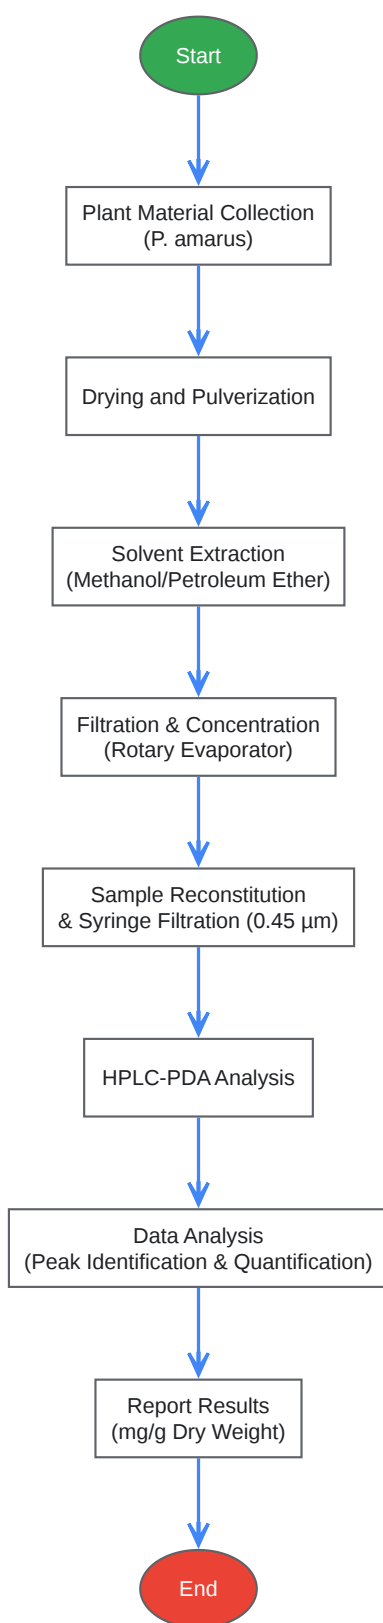 Start
Plant Material Collection
(P. amarus)
Drying and Pulverization
Solvent Extraction
(Methanol/Petroleum Ether)
Filtration & Concentration
(Rotary Evaporator)
Sample Reconstitution
& Syringe Filtration (0.45 µm)
HPLC-PDA Analysis
Data Analysis
(Peak Identification & Quantification)
Report Results
(mg/g Dry Weight)
End